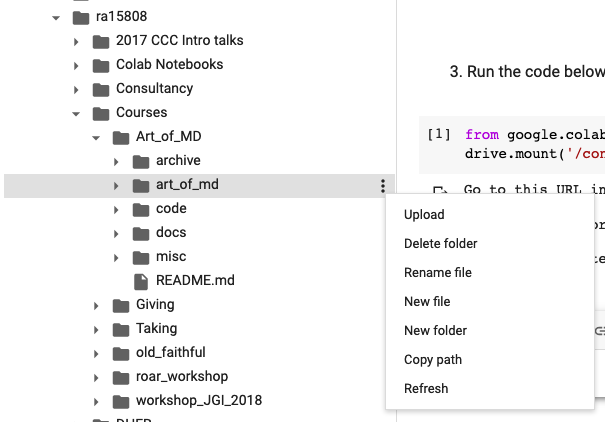 ra15808
2017 CCC Intro talks
Colab Notebooks
Consultancy
Courses
Art_of_MD
archive
art_of_md
code
docs
misc
README.md
Giving
Taking
old_faithful
roar_workshop
workshop_JGI_2018
3. Run the code below
[1] from google.colab
drive.mount('/con
Go to this URL in
Upload
Delete folder
Rename file
New file
New folder
Copy path
Refresh